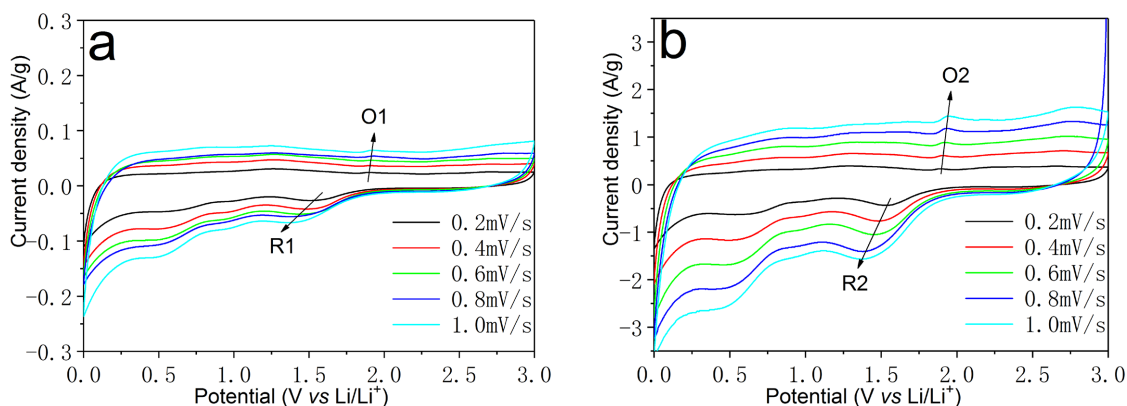 a
0.3
0.2
0.1
0.0
-0.1
-0.2
-0.3
Current density (A/g)
O1
R1
0.2mV/s
0.4mV/s
0.6mV/s
0.8mV/s
1.0mV/s
0.0 0.5 1.0 1.5 2.0 2.5 3.0
Potential (V vs Li/Li⁺)
b
3
2
1
0
-1
-2
-3
Current density (A/g)
O2
R2
0.2mV/s
0.4mV/s
0.6mV/s
0.8mV/s
1.0mV/s
0.0 0.5 1.0 1.5 2.0 2.5 3.0
Potential (V vs Li/Li⁺)